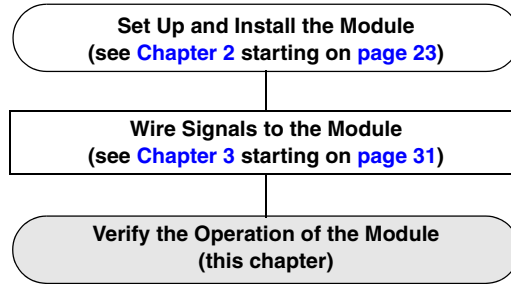 Set Up and Install the Module
(see Chapter 2 starting on page 23)
Wire Signals to the Module
(see Chapter 3 starting on page 31)
Verify the Operation of the Module
(this chapter)